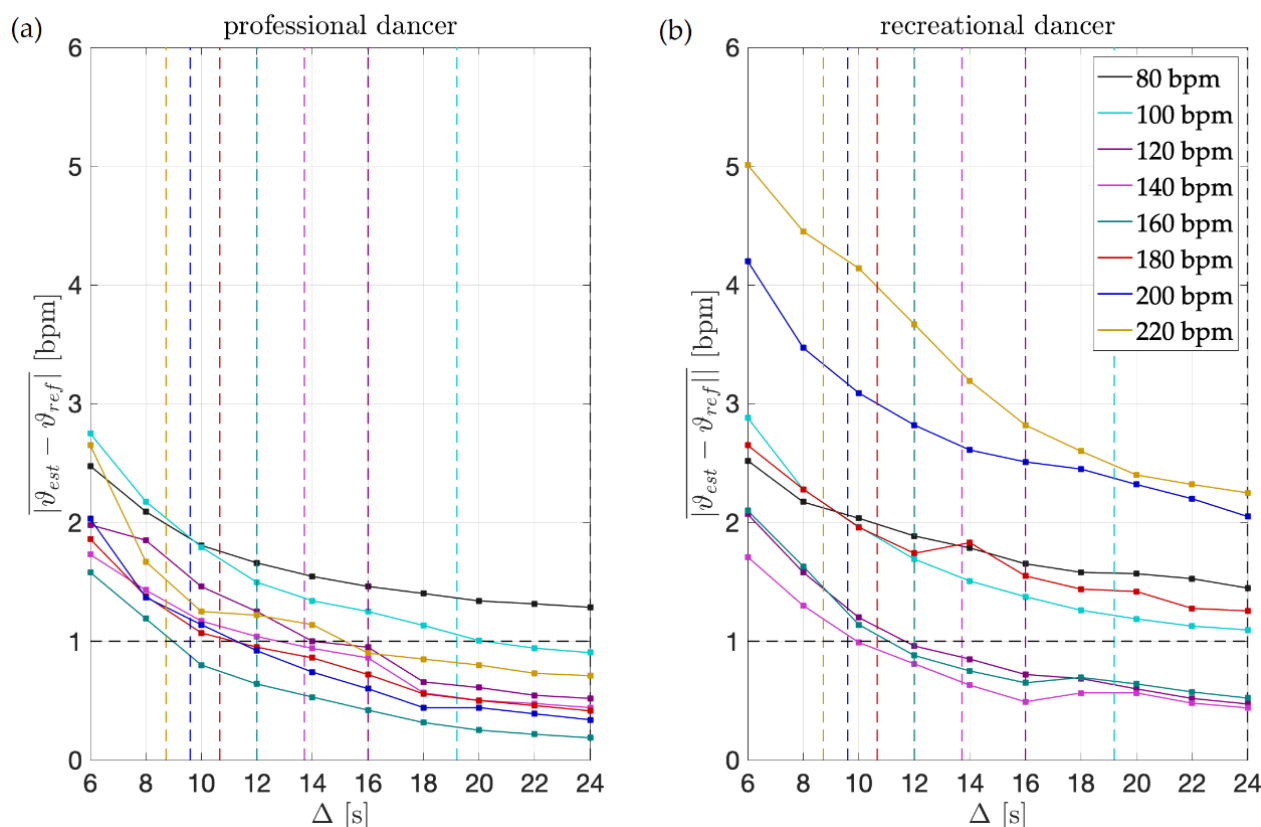 (a) professional dancer
6
5
4
3
2
1
0
6 8 10 12 14 16 18 20 22 24
Δ [s]
|ϑest − ϑref| [bpm]
(b) recreational dancer
80 bpm
100 bpm
120 bpm
140 bpm
160 bpm
180 bpm
200 bpm
220 bpm
6
5
4
3
2
1
0
6 8 10 12 14 16 18 20 22 24
Δ [s]
|ϑest − ϑref|| [bpm]